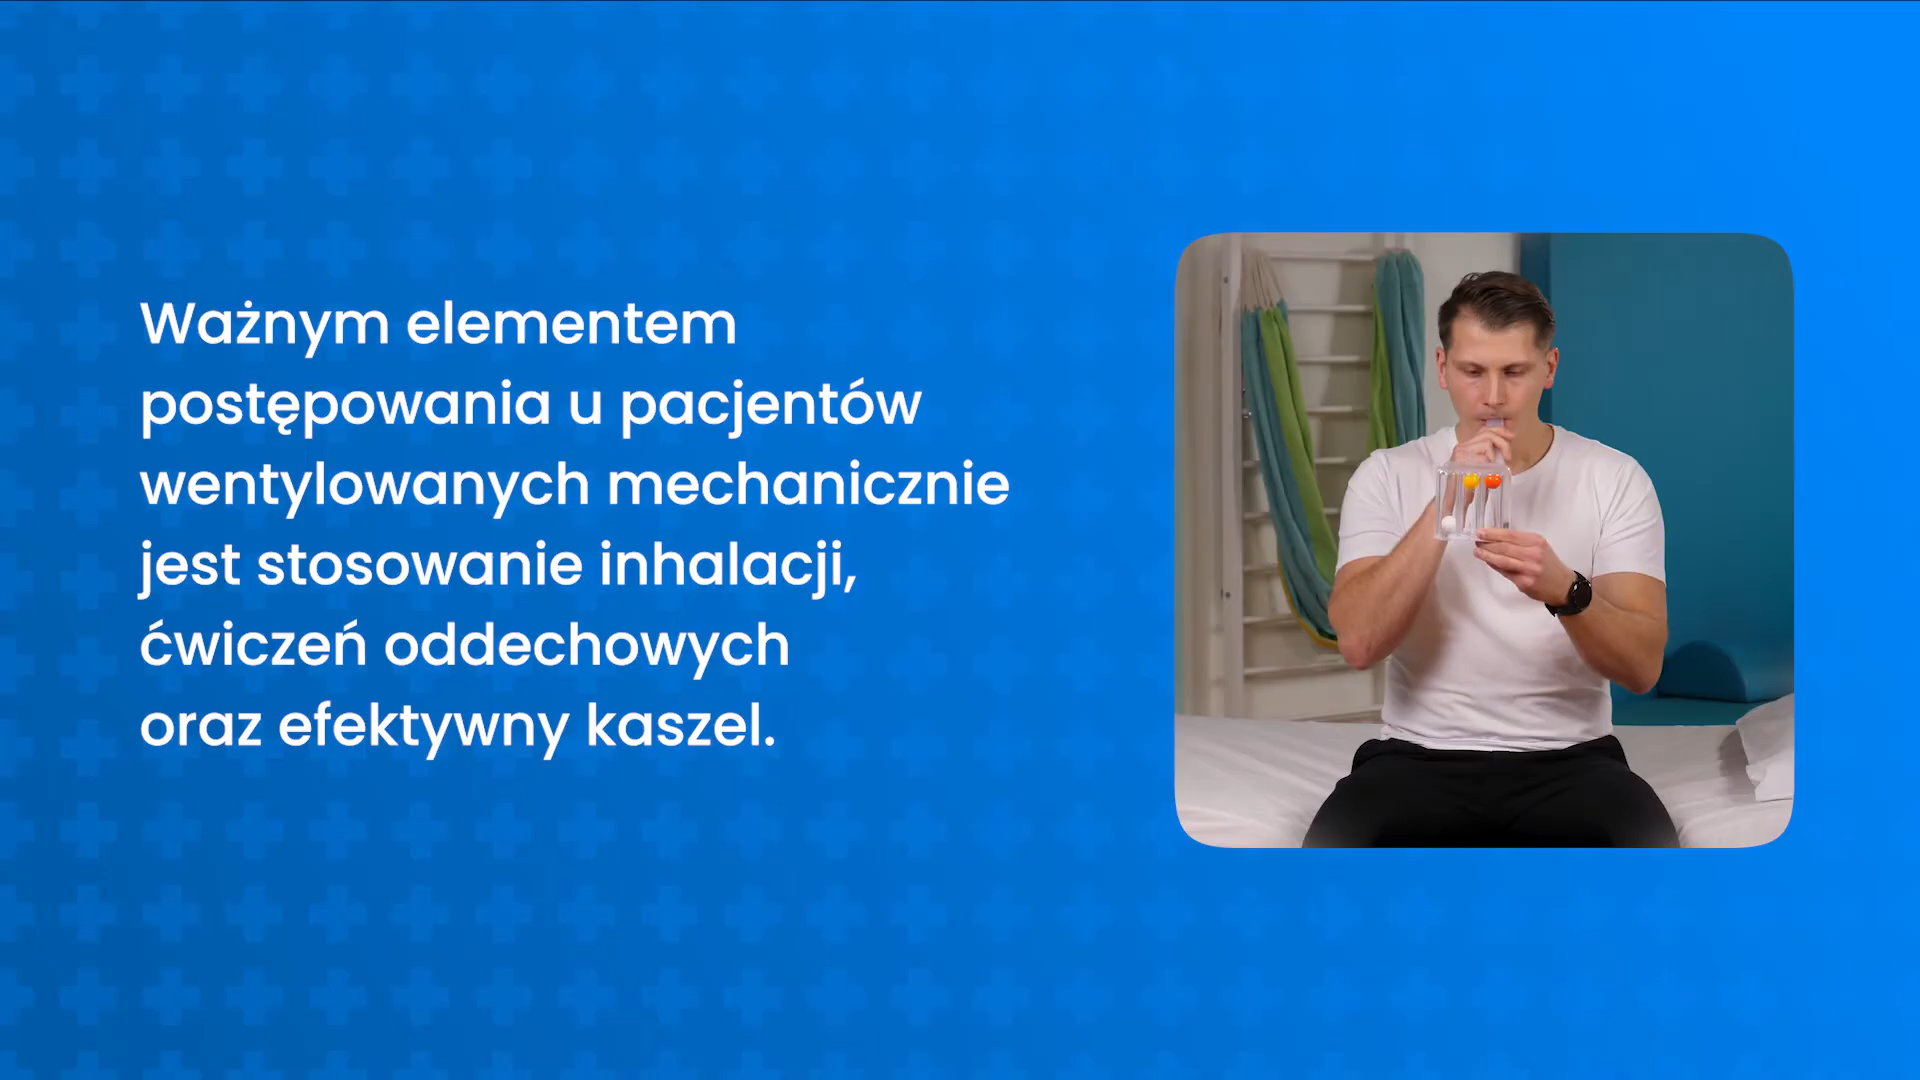 Ważnym elementem
postępowania u pacjentów
wentylowanych mechanicznie
jest stosowanie inhalacji,
ćwiczeń oddechowych
oraz efektywny kaszel.